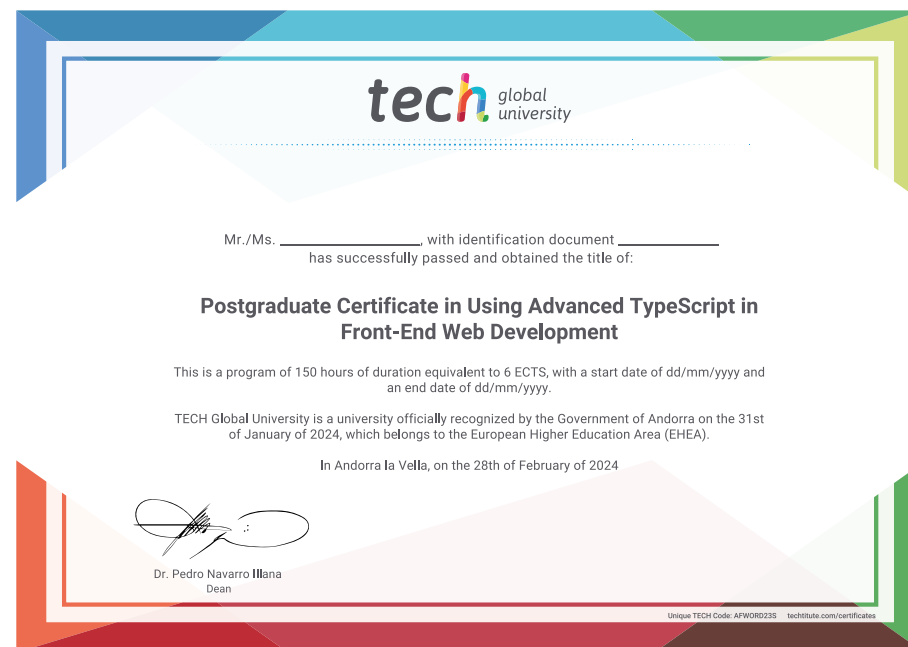 tech global
university
Mr./Ms. ____________, with identification document ____________
has successfully passed and obtained the title of:
Postgraduate Certificate in Using Advanced TypeScript in
Front-End Web Development
This is a program of 150 hours of duration equivalent to 6 ECTS, with a start date of dd/mm/yyyy and
an end date of dd/mm/yyyy.
TECH Global University is a university officially recognized by the Government of Andorra on the 31st
of January of 2024, which belongs to the European Higher Education Area (EHEA).
In Andorra la Vella, on the 28th of February of 2024
Dr. Pedro Navarro Illana
Dean
Unique TECH Code: AFWORD23S techtitute.com/certificates